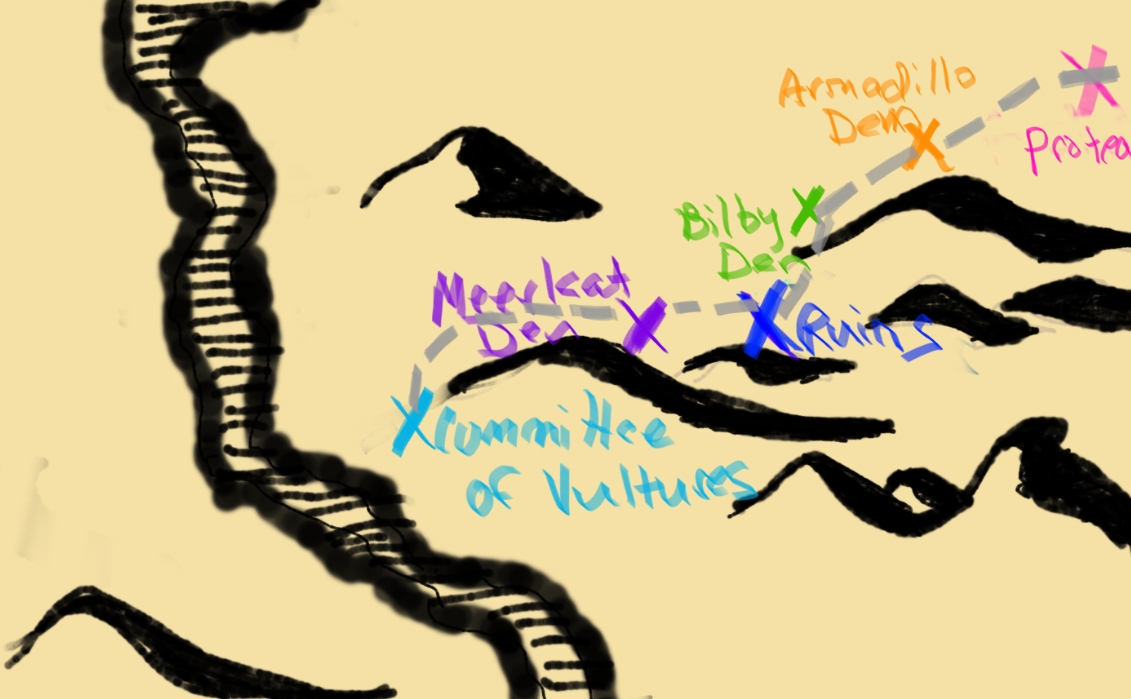 Armadillo
Den
Protea
Bilby
Den
Meerkat
Den
Ruins
Committee
of Vultures